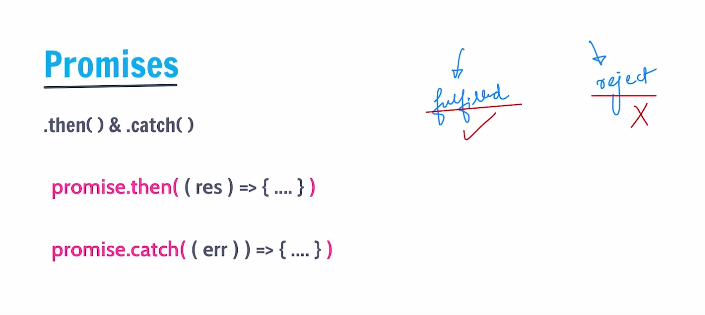 Promises
fulfilled
reject
X
.then( ) & .catch( )
promise.then( ( res ) => { .... } )
promise.catch( ( err ) ) => { .... } )